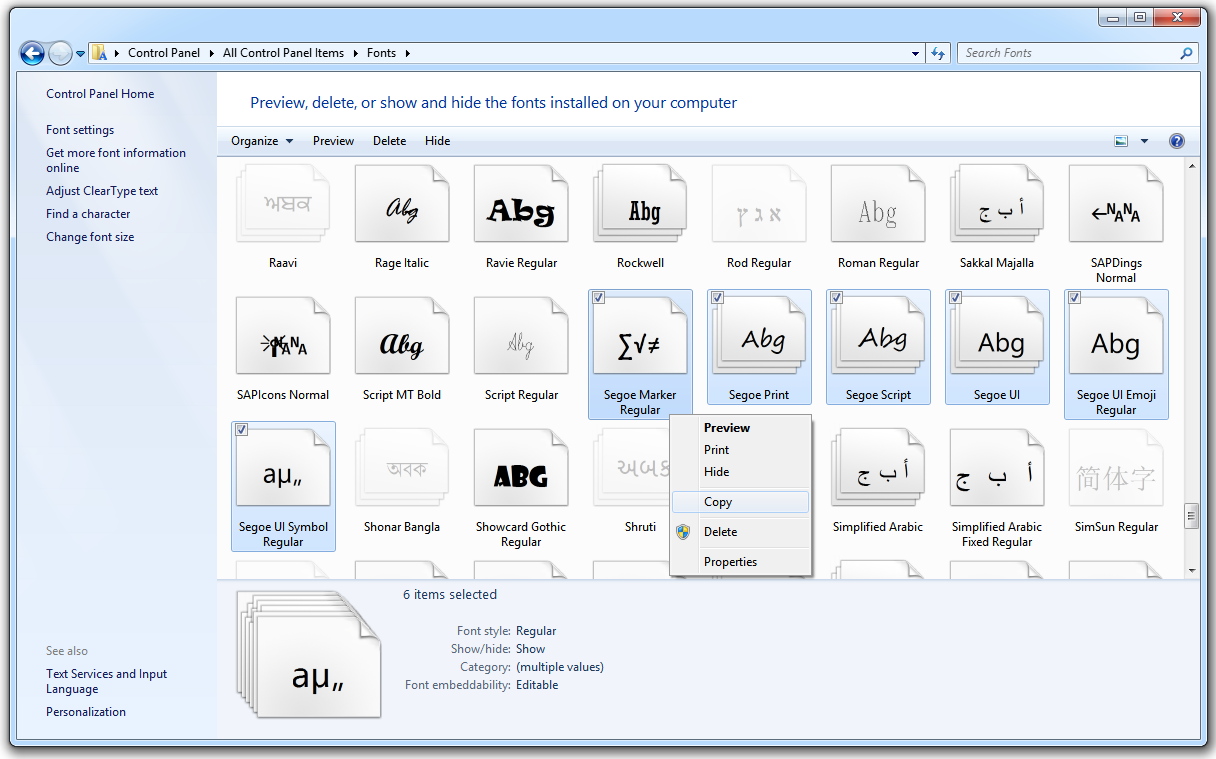 Control Panel All Control Panel Items Fonts
Search Fonts
Control Panel Home
Font settings
Get more font information
online
Adjust ClearType text
Find a character
Change font size
See also
Text Services and Input
Language
Personalization
Preview, delete, or show and hide the fonts installed on your computer
Organize Preview Delete Hide
ਅਬਕ Abg Abg Abg אגץ Abg أ ب ج NANA
Raavi Rage Italic Ravie Regular Rockwell Rod Regular Roman Regular Sakkal Majalla SAPDings
Normal
Abg Abg ∑√≠ Abg Abg Abg Abg
SAPIcons Normal Script MT Bold Script Regular Segoe Marker Segoe Print Segoe Script Segoe UI Segoe UI Emoji
Regular Regular
aµ„ অবক ABG અબક أ ب ج أ ب ج 简体字
Segoe UI Symbol Shonar Bangla Showcard Gothic Shruti Simplified Arabic Simplified Arabic SimSun Regular
Regular Regular Fixed Regular
Preview
Print
Hide
Copy
Delete
Properties
aµ„
6 items selected
Font style: Regular
Show/hide: Show
Category: (multiple values)
Font embeddability: Editable